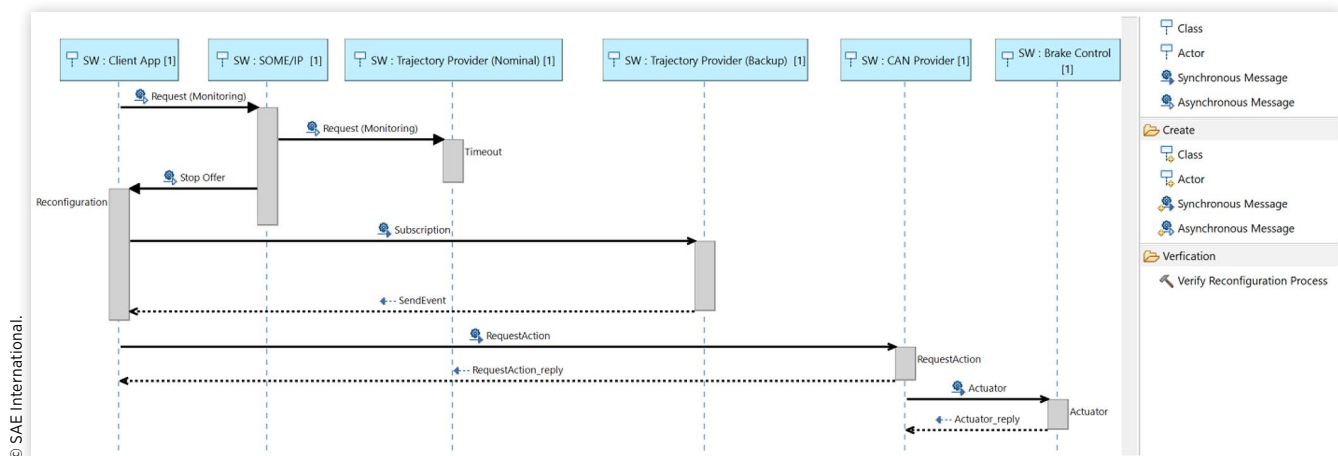 SW : Client App [1]
SW : SOME/IP [1]
SW : Trajectory Provider (Nominal) [1]
SW : Trajectory Provider (Backup) [1]
SW : CAN Provider [1]
SW : Brake Control
[1]
Request (Monitoring)
Request (Monitoring)
Timeout
Stop Offer
Reconfiguration
Subscription
SendEvent
RequestAction
RequestAction
RequestAction_reply
Actuator
Actuator
Actuator_reply
Class
Actor
Synchronous Message
Asynchronous Message
Create
Class
Actor
Synchronous Message
Asynchronous Message
Verfication
Verify Reconfiguration Process
© SAE International.